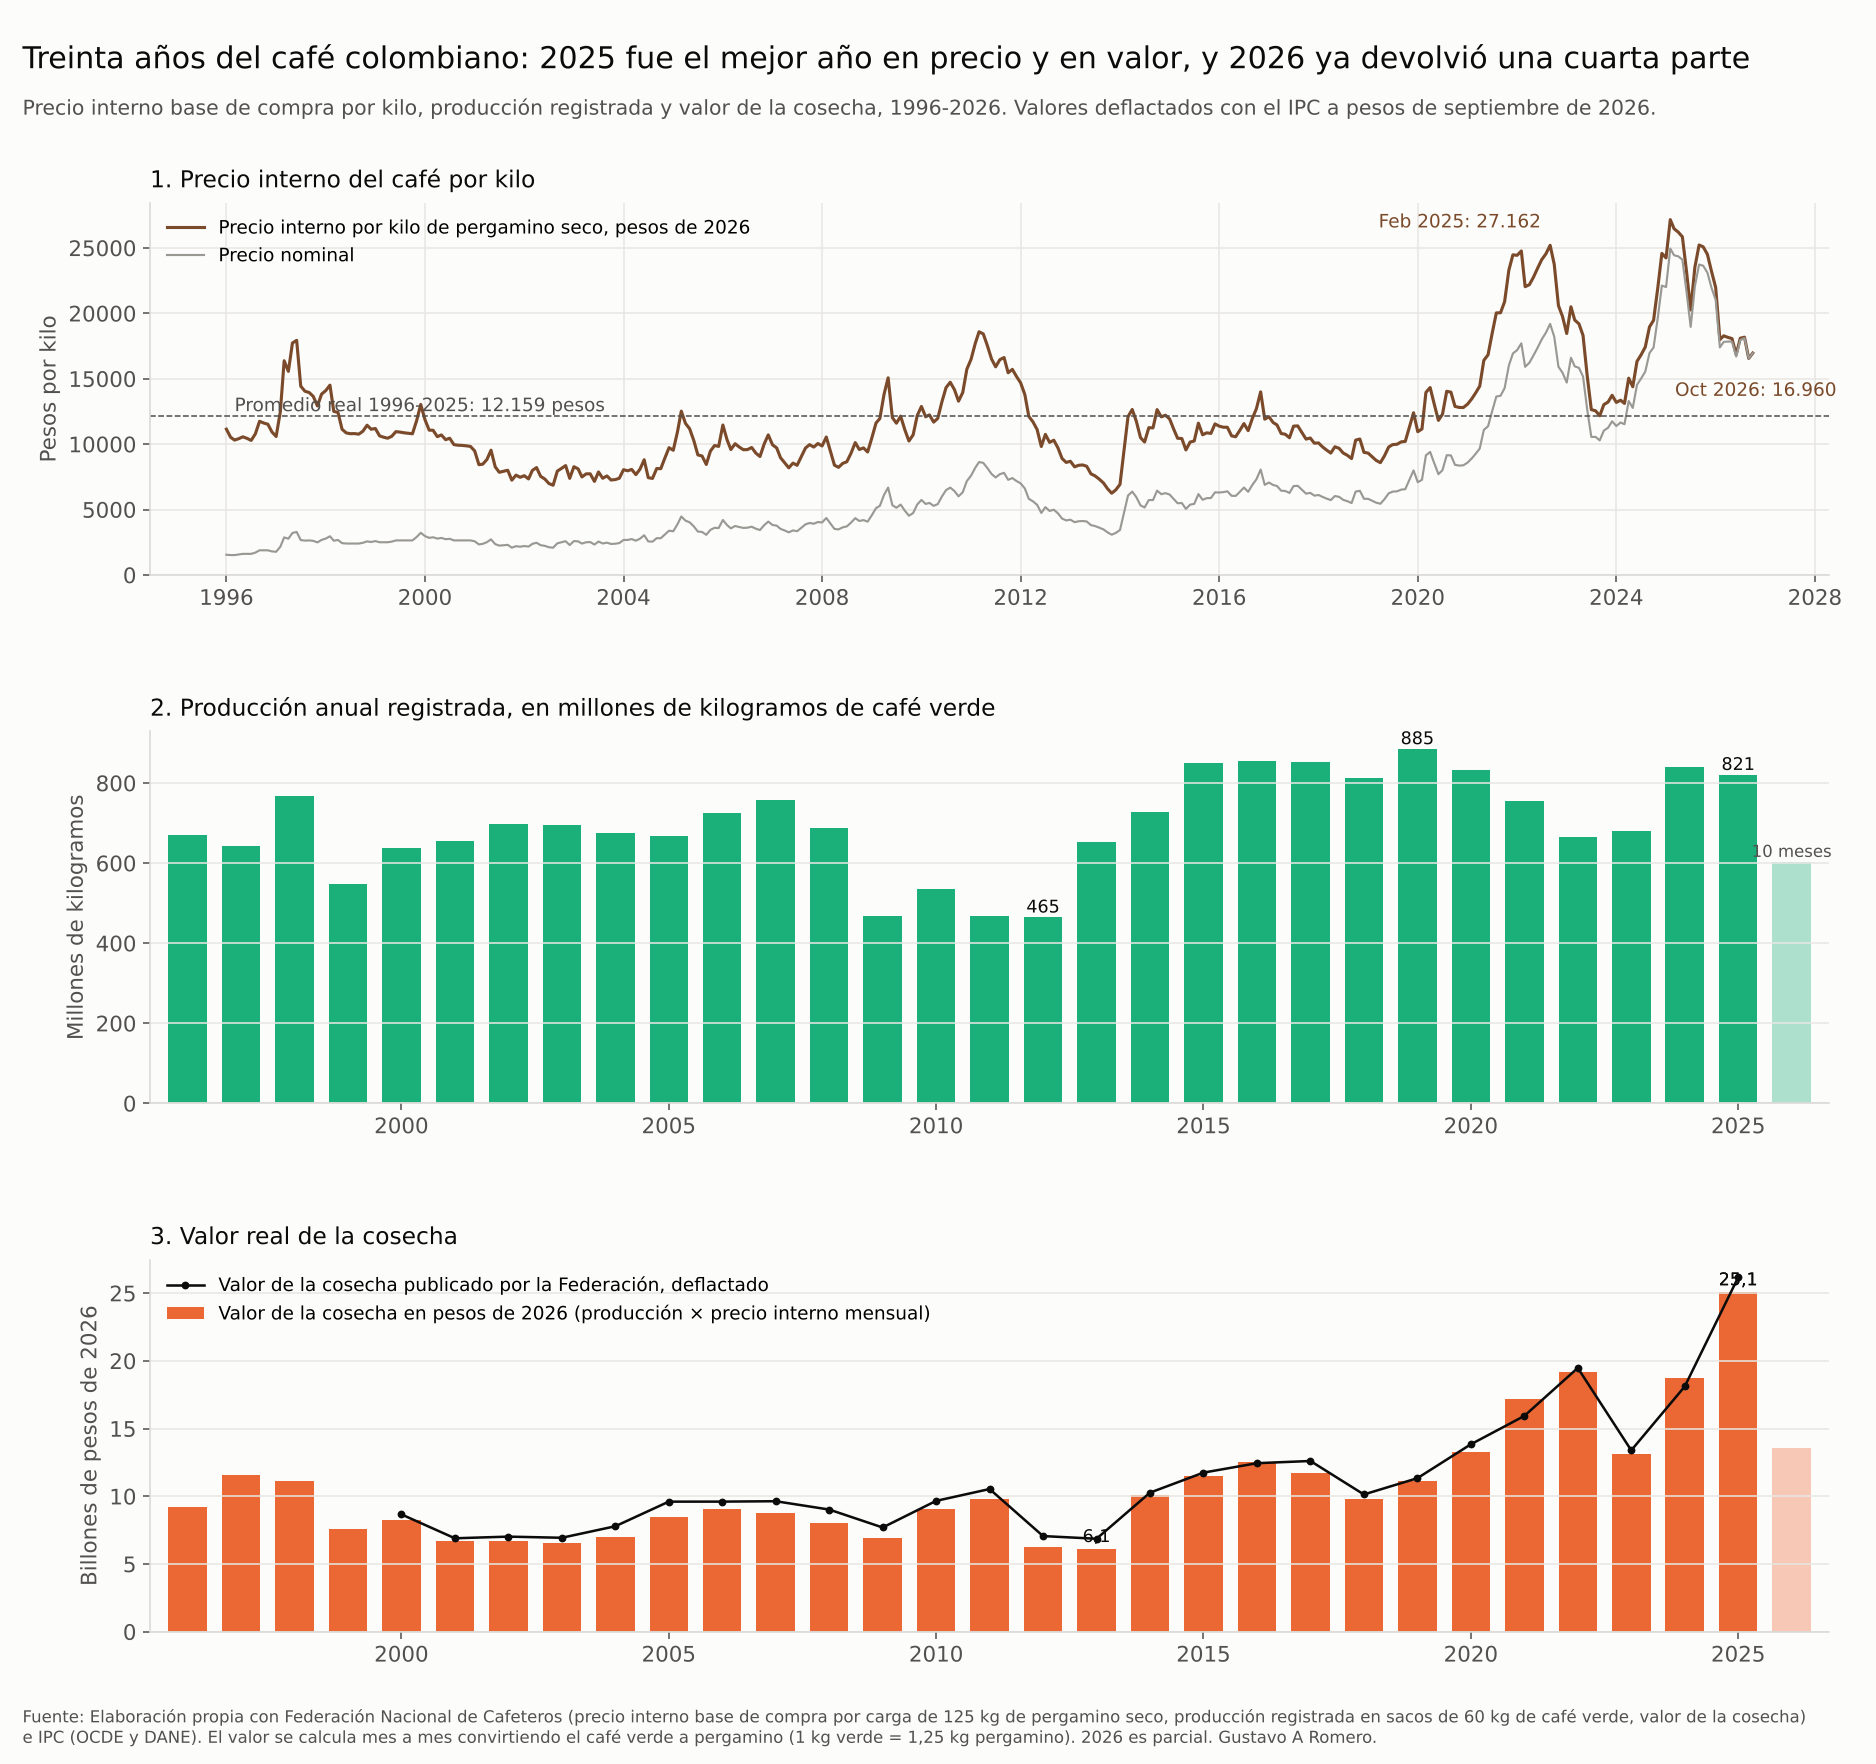 Treinta años del café colombiano: 2025 fue el mejor año en precio y en valor, y 2026 ya devolvió una cuarta parte
Precio interno base de compra por kilo, producción registrada y valor de la cosecha, 1996-2026. Valores deflactados con el IPC a pesos de septiembre de 2026.
1. Precio interno del café por kilo
Precio interno por kilo de pergamino seco, pesos de 2026
Precio nominal
Feb 2025: 27.162
Oct 2026: 16.960
Promedio real 1996-2025: 12.159 pesos
Pesos por kilo
25000
20000
15000
10000
5000
0
1996 2000 2004 2008 2012 2016 2020 2024 2028
2. Producción anual registrada, en millones de kilogramos de café verde
Millones de kilogramos
800
600
400
200
0
465
885
821
10 meses
2000 2005 2010 2015 2020 2025
3. Valor real de la cosecha
Valor de la cosecha publicado por la Federación, deflactado
Valor de la cosecha en pesos de 2026 (producción × precio interno mensual)
Billones de pesos de 2026
25
20
15
10
5
0
6,1
25,1
2000 2005 2010 2015 2020 2025
Fuente: Elaboración propia con Federación Nacional de Cafeteros (precio interno base de compra por carga de 125 kg de pergamino seco, producción registrada en sacos de 60 kg de café verde, valor de la cosecha)
e IPC (OCDE y DANE). El valor se calcula mes a mes convirtiendo el café verde a pergamino (1 kg verde = 1,25 kg pergamino). 2026 es parcial. Gustavo A Romero.